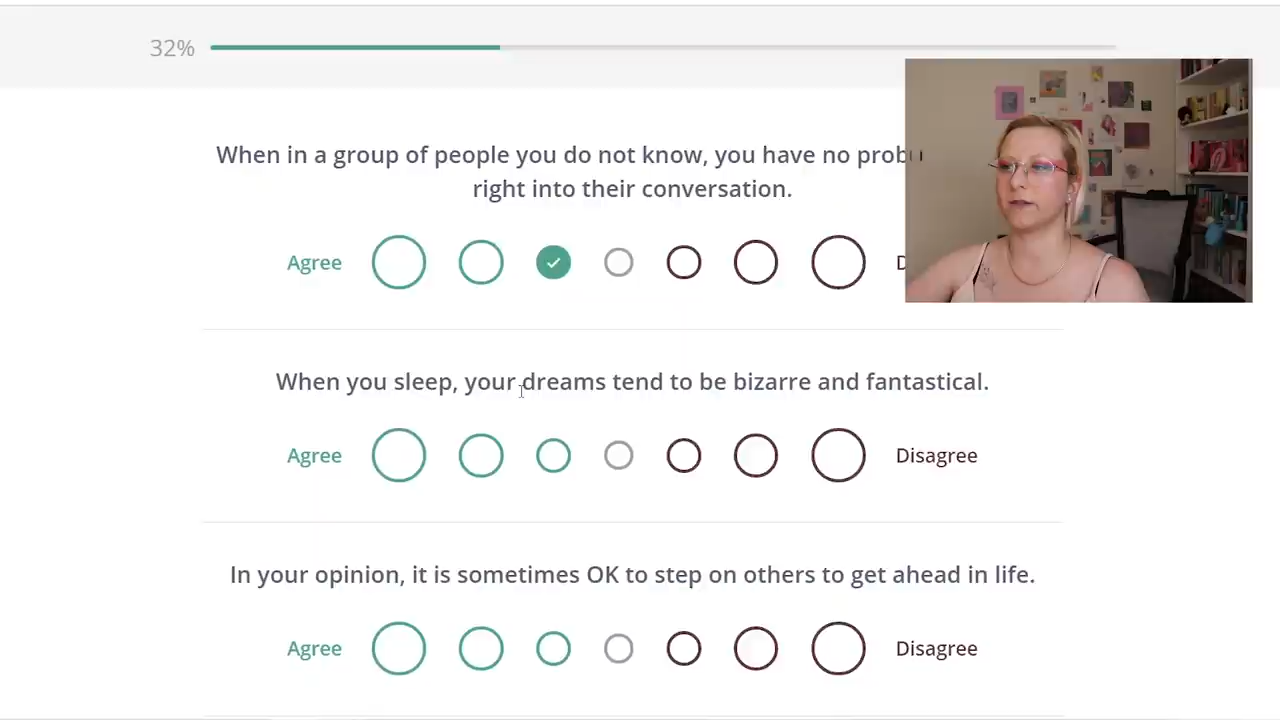 32%
When in a group of people you do not know, you have no
right into their conversation.
Agree
When you sleep, your dreams tend to be bizarre and fantastical.
Agree Disagree
In your opinion, it is sometimes OK to step on others to get ahead in life.
Agree Disagree